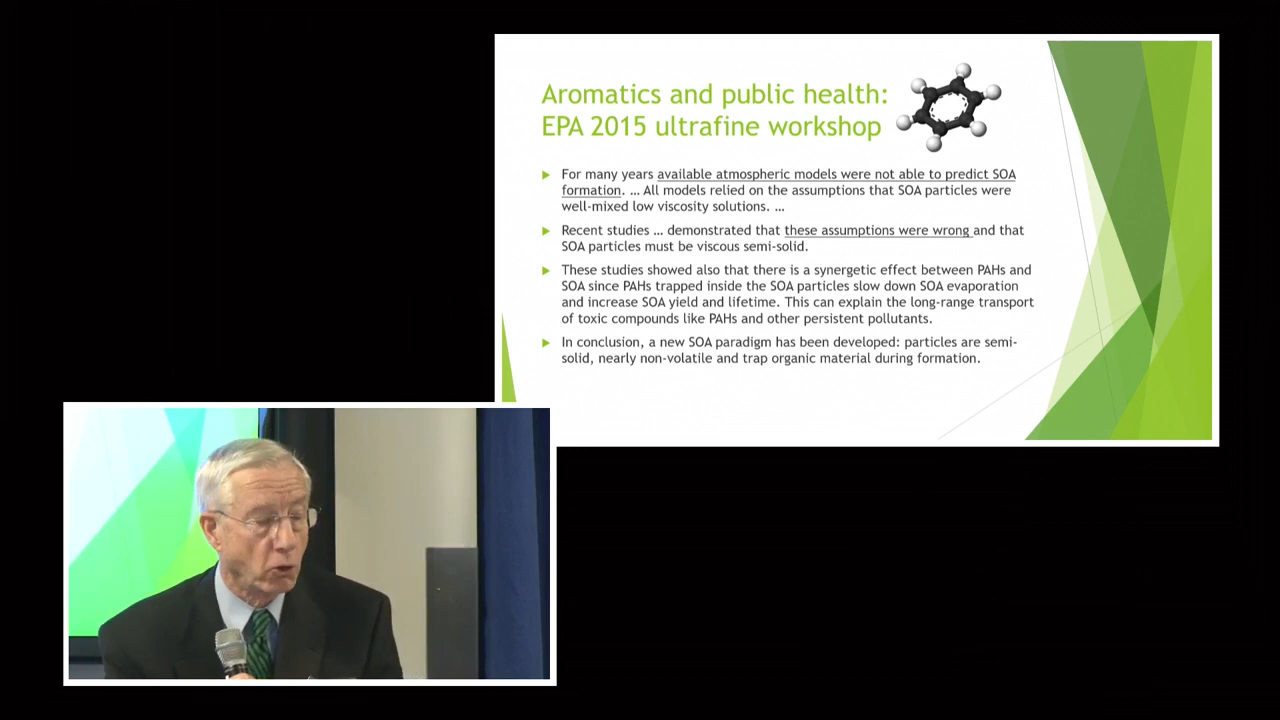 Aromatics and public health:
EPA 2015 ultrafine workshop
For many years available atmospheric models were not able to predict SOA
formation. … All models relied on the assumptions that SOA particles were
well-mixed low viscosity solutions. …
Recent studies … demonstrated that these assumptions were wrong and that
SOA particles must be viscous semi-solid.
These studies showed also that there is a synergetic effect between PAHs and
SOA since PAHs trapped inside the SOA particles slow down SOA evaporation
and increase SOA yield and lifetime. This can explain the long-range transport
of toxic compounds like PAHs and other persistent pollutants.
In conclusion, a new SOA paradigm has been developed: particles are semi-
solid, nearly non-volatile and trap organic material during formation.